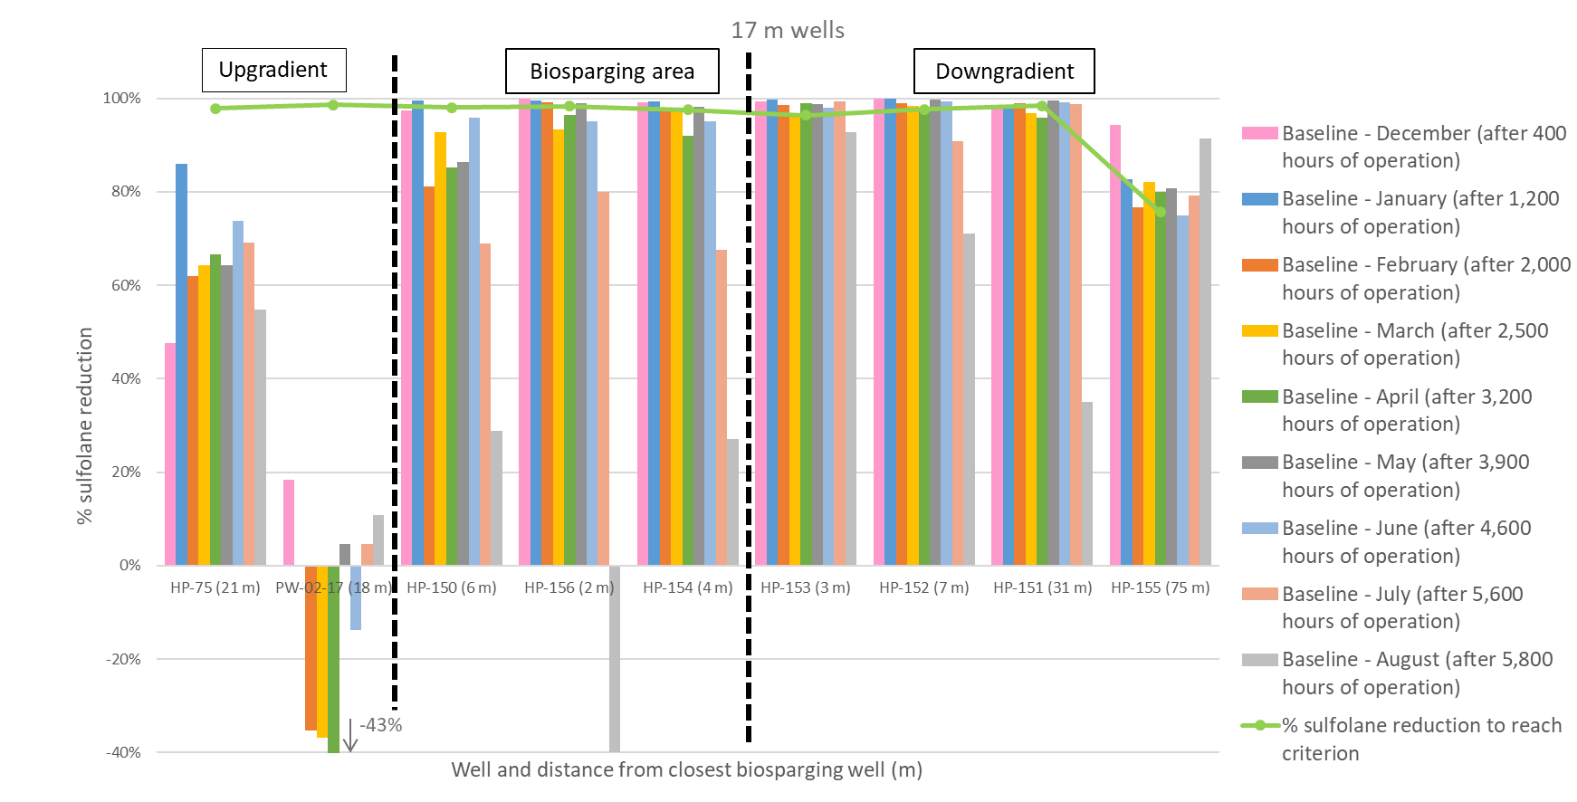 17 m wells
Upgradient
Biosparging area
Downgradient
100%
80%
60%
40%
20%
0%
-20%
-40%
% sulfolane reduction
HP-75 (21 m)
PW-02-17 (18 m)
HP-150 (6 m)
HP-156 (2 m)
HP-154 (4 m)
HP-153 (3 m)
HP-152 (7 m)
HP-151 (31 m)
HP-155 (75 m)
-43%
Well and distance from closest biosparging well (m)
Baseline - December (after 400
hours of operation)
Baseline - January (after 1,200
hours of operation)
Baseline - February (after 2,000
hours of operation)
Baseline - March (after 2,500
hours of operation)
Baseline - April (after 3,200
hours of operation)
Baseline - May (after 3,900
hours of operation)
Baseline - June (after 4,600
hours of operation)
Baseline - July (after 5,600
hours of operation)
Baseline - August (after 5,800
hours of operation)
% sulfolane reduction to reach
criterion